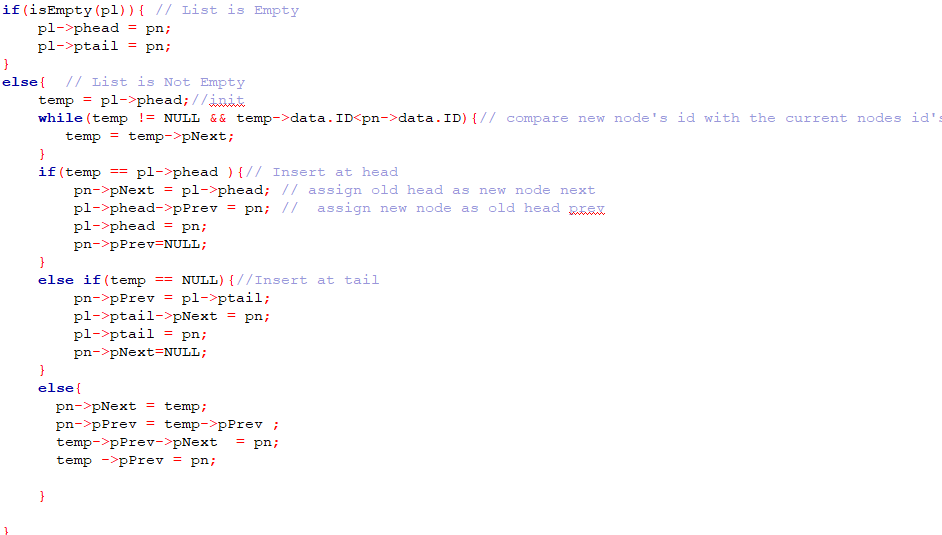 if(isEmpty(pl)){ // List is Empty
    pl->phead = pn;
    pl->ptail = pn;
}
else{  // List is Not Empty
    temp = pl->phead;//init
    while(temp != NULL && temp->data.ID<pn->data.ID){// compare new node's id with the current nodes id's
       temp = temp->pNext;
    }
    if(temp == pl->phead ){// Insert at head
        pn->pNext = pl->phead; // assign old head as new node next
        pl->phead->pPrev = pn; //  assign new node as old head prev
        pl->phead = pn;
        pn->pPrev=NULL;
    }
    else if(temp == NULL){//Insert at tail
        pn->pPrev = pl->ptail;
        pl->ptail->pNext = pn;
        pl->ptail = pn;
        pn->pNext=NULL;
    }
    else{
      pn->pNext = temp;
      pn->pPrev = temp->pPrev ;
      temp->pPrev->pNext  = pn;
      temp ->pPrev = pn;
    }
}